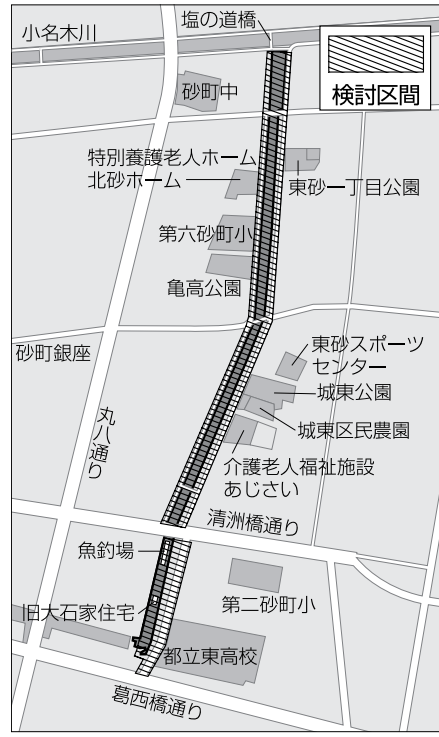 塩の道橋
小名木川
検討区間
砂町中
特別養護老人ホーム
北砂ホーム
東砂一丁目公園
第六砂町小
亀高公園
東砂スポーツ
センター
砂町銀座
城東公園
城東区民農園
丸八通り
介護老人福祉施設
あじさい
清洲橋通り
魚釣場
第二砂町小
旧大石家住宅
都立東高校
葛西橋通り